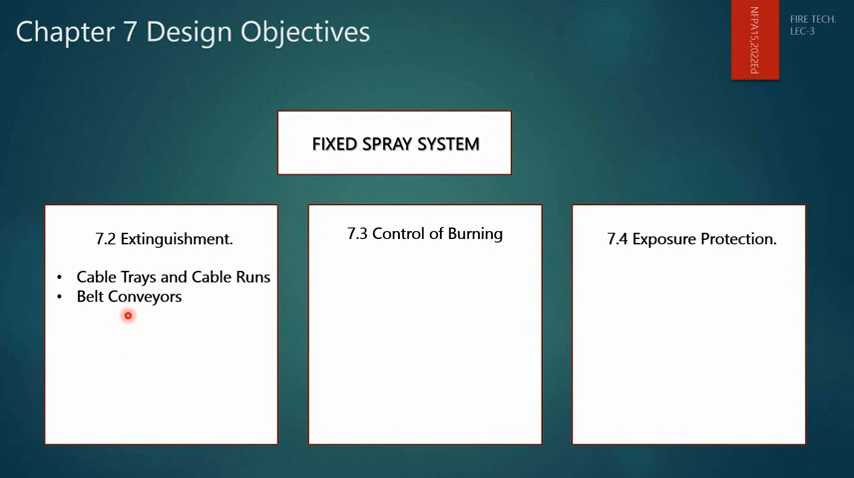 Chapter 7 Design Objectives
NFPA15,2022Ed
FIRE TECH.
LEC-3
FIXED SPRAY SYSTEM
7.2 Extinguishment.
• Cable Trays and Cable Runs
• Belt Conveyors
7.3 Control of Burning
7.4 Exposure Protection.